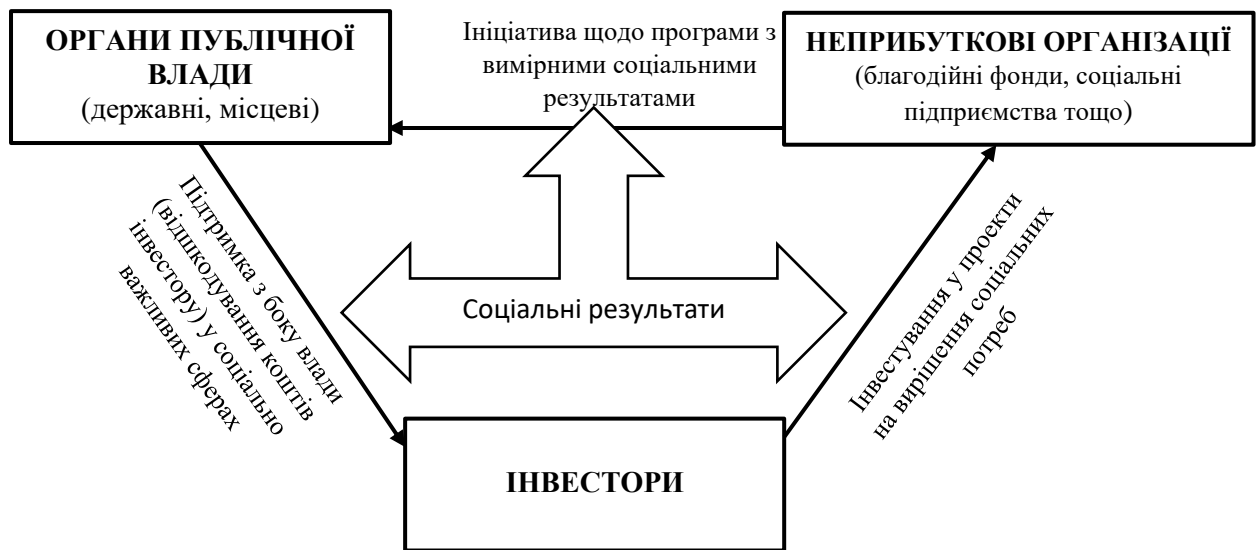 ОРГАНИ ПУБЛІЧНОЇ
ВЛАДИ
(державні, місцеві)
Ініціатива щодо програми з
вимірними соціальними
результатами
НЕПРИБУТКОВІ ОРГАНІЗАЦІЇ
(благодійні фонди, соціальні
підприємства тощо)
Підтримка з боку влади
(відшкодування коштів
інвестору) у соціально
важливих сферах
Соціальні результати
Інвестування у проекти
на вирішення соціальних
потреб
ІНВЕСТОРИ